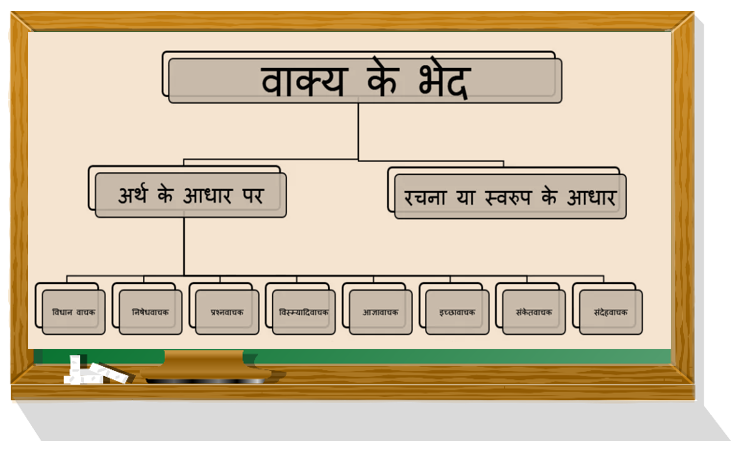 वाक्य के भेद
अर्थ के आधार पर
रचना या स्वरुप के आधार
विधान वाचक
निषेधवाचक
प्रश्नवाचक
विस्म्यादिवाचक
आज्ञावाचक
इच्छावाचक
संकेतवाचक
संदेहवाचक